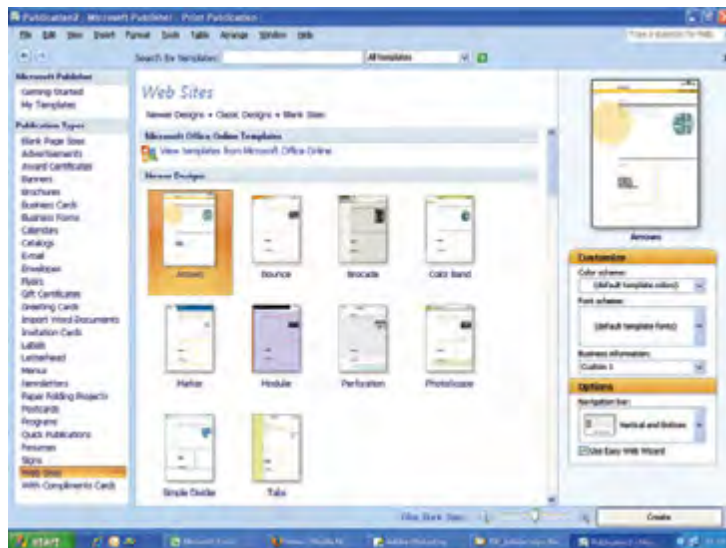 Publication2 - Microsoft Publisher - Print Publication
File Edit View Insert Format Tools Table Arrange Window Help
Type a question for help
Search for templates: All templates
Microsoft Publisher
Getting Started
My Templates
Publication Types
Blank Page Sizes
Advertisements
Award Certificates
Banners
Brochures
Business Cards
Business Forms
Calendars
Catalogs
E-mail
Envelopes
Flyers
Gift Certificates
Greeting Cards
Import Word Documents
Invitation Cards
Labels
Letterhead
Menus
Newsletters
Paper Folding Projects
Postcards
Programs
Quick Publications
Resumes
Signs
Web Sites
With Compliments Cards
Web Sites
Newer Designs • Classic Designs • Blank Sizes
Microsoft Office Online Templates
View templates from Microsoft Office Online
Newer Designs
Arrows
Bounce
Brocade
Color Band
Marker
Modular
Perforation
PhotoScope
Simple Divider
Tabs
Arrows
Customize
Color scheme:
(default template colors)
Font scheme:
(default template fonts)
Business information:
Custom 1
Options
Navigation bar:
Vertical and Bottom
Use Easy Web Wizard
Create
start